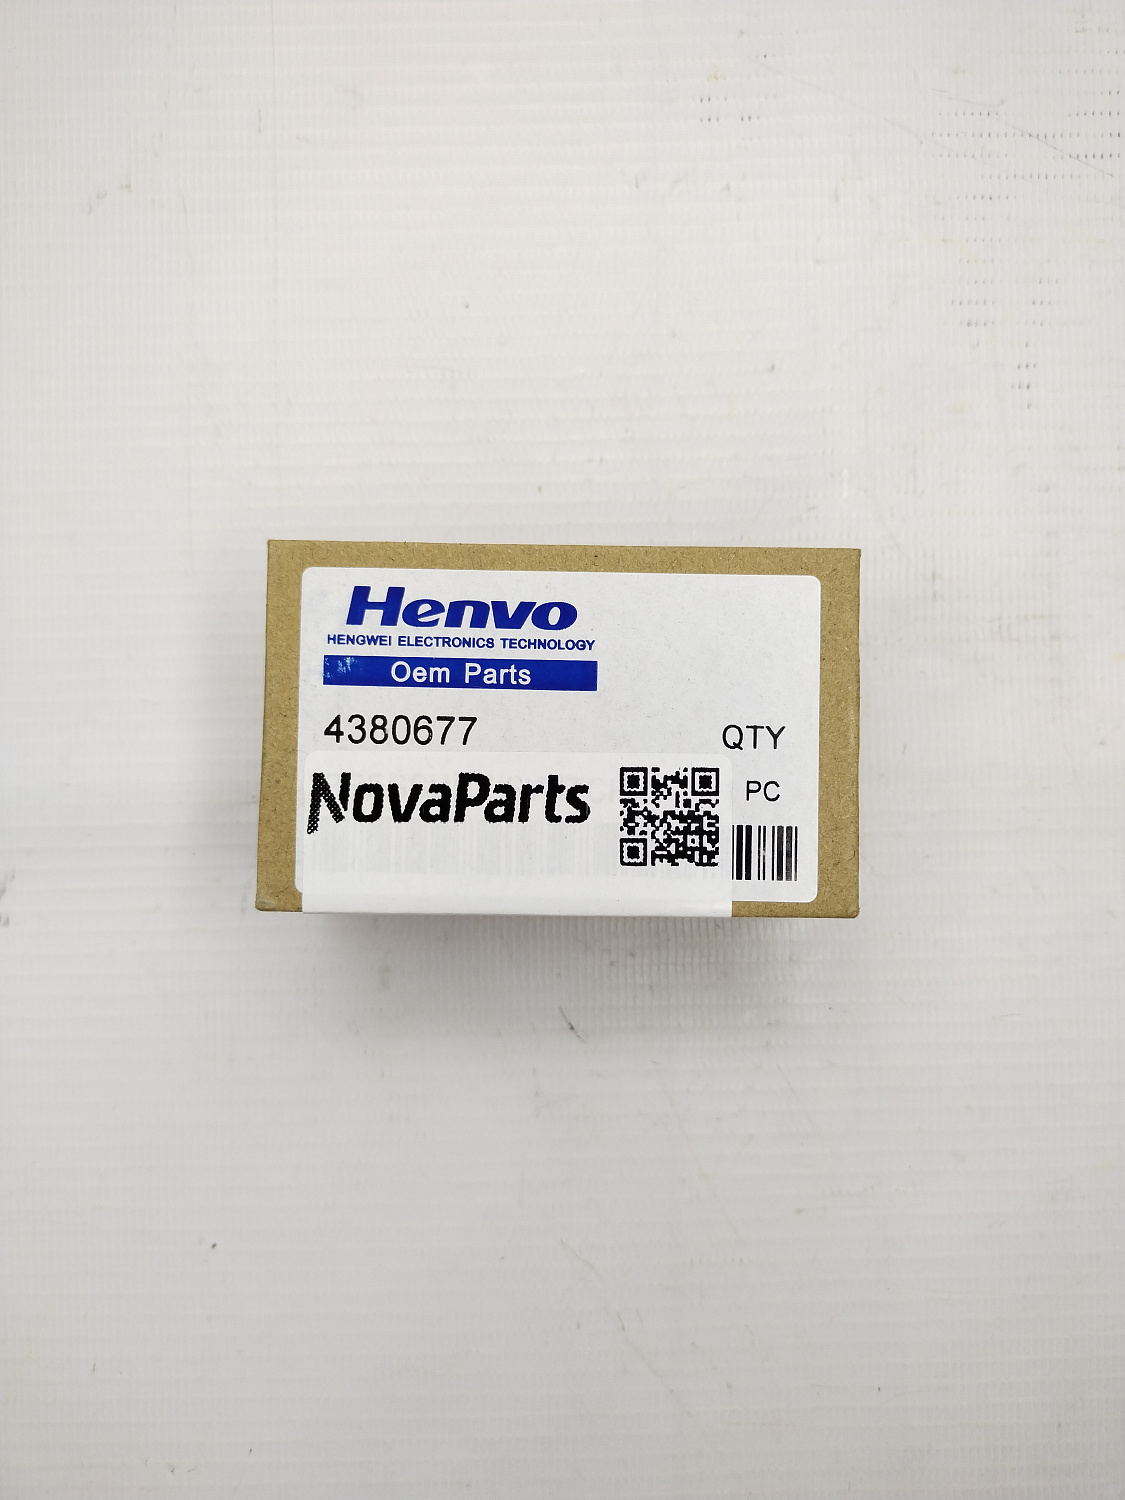 Henvo
HENGWEI ELECTRONICS TECHNOLOGY
Oem Parts
4380677
QTY
NovaParts
PC